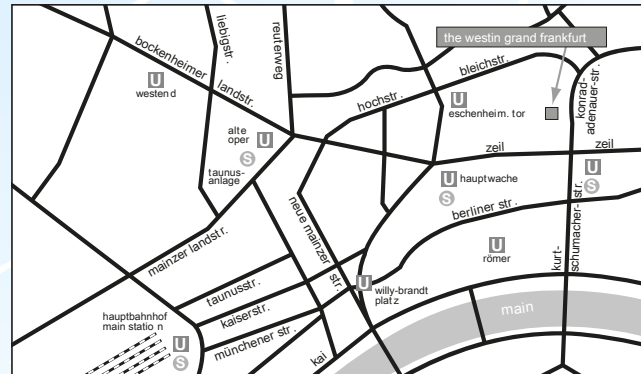 the westin grand frankfurt
bockenheimer
landstr.
liebigstr.
reuterweg
bleichstr.
hochstr.
konrad-
adenauer-str.
U
westend
U
eschenheim. tor
alte
oper
U
S
taunus-
anlage
zeil
zeil
U
hauptwache
S
U
S
berliner str.
neue mainzer
str.
mainzer landstr.
U
römer
kurt-
schumacher-str.
taunusstr.
kaiserstr.
münchener str.
U
willy-brandt
platz
hauptbahnhof
main station
U
S
kai
main